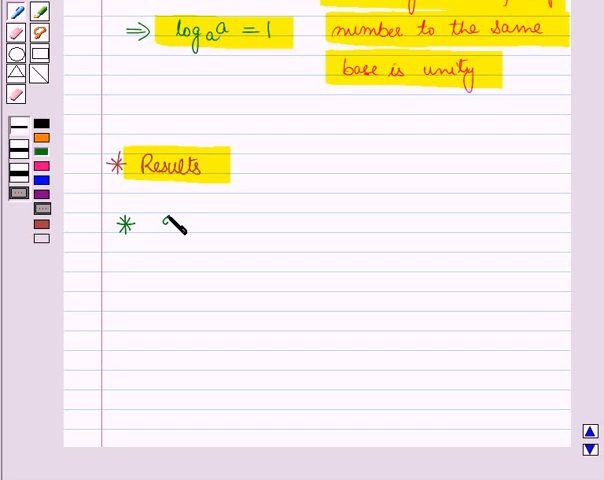 ⇒ logₐa = 1
number to the same
base is unity
* Results
*